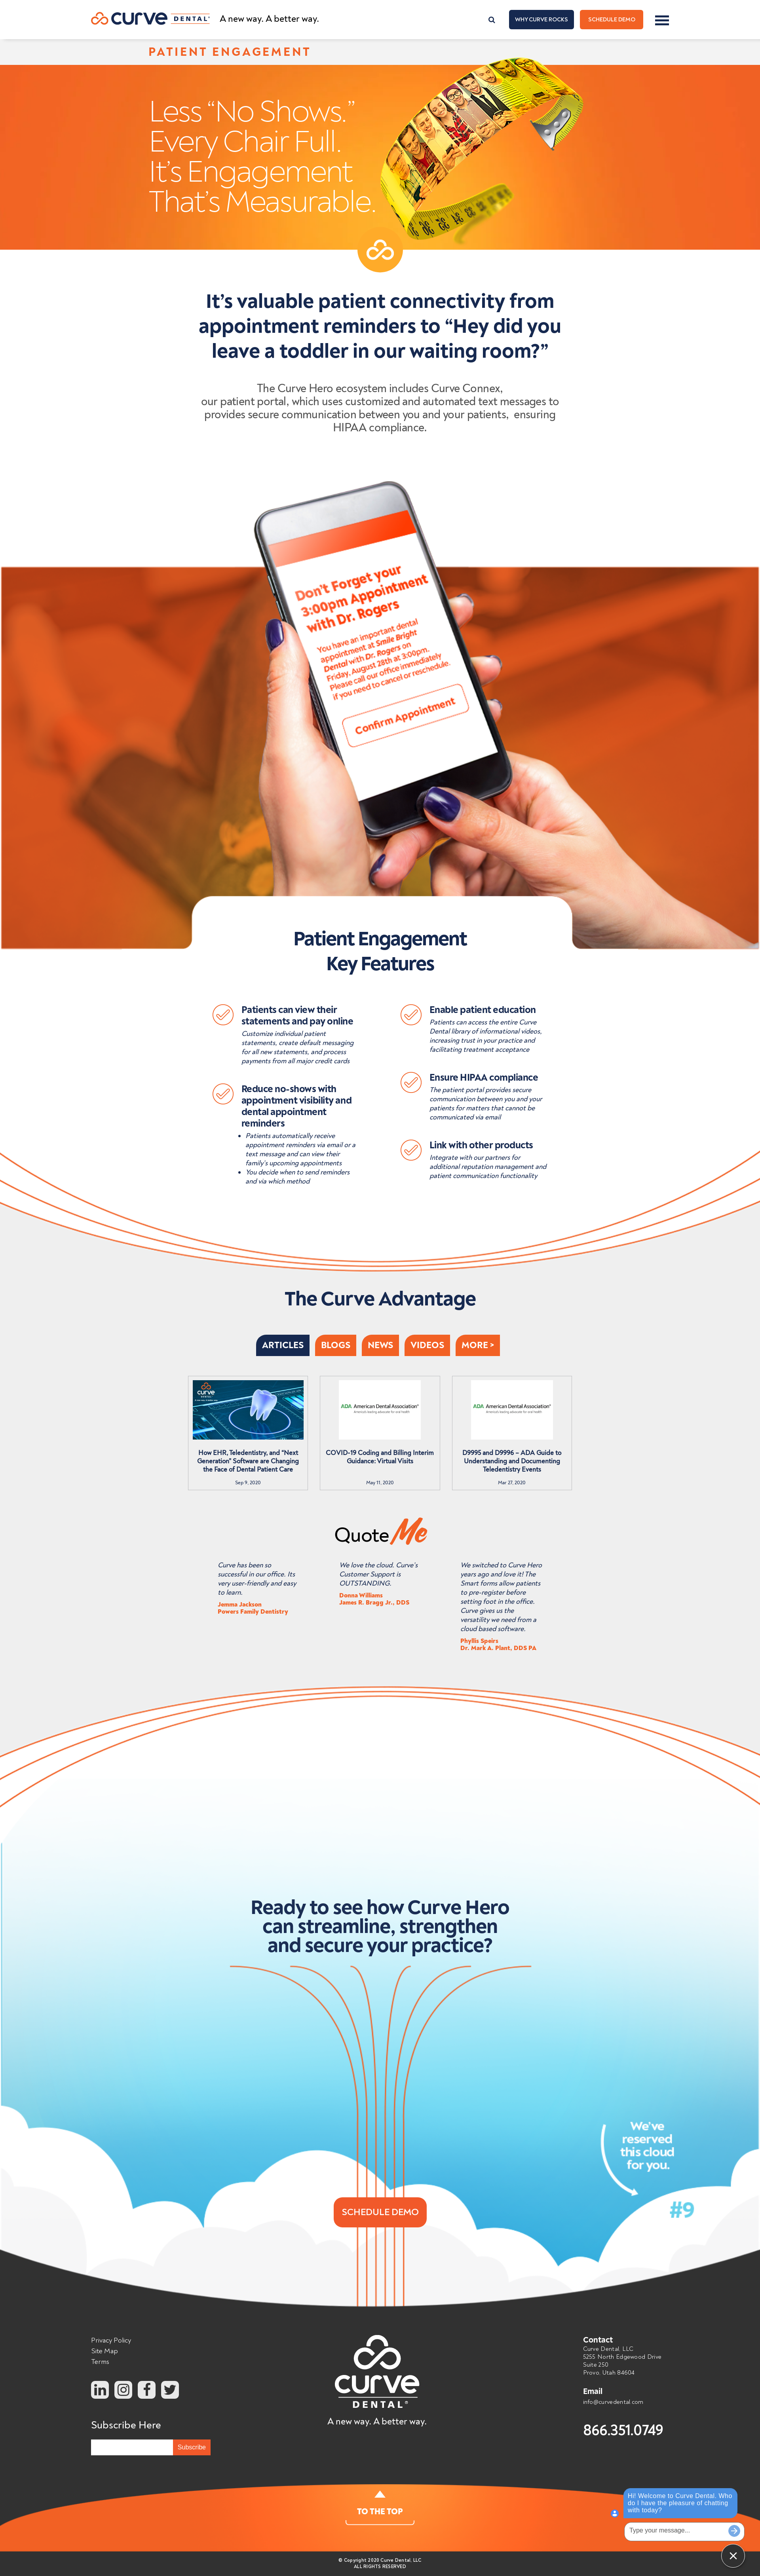 curve
DENTAL®
A new way. A better way.
WHY CURVE ROCKS
SCHEDULE DEMO
PATIENT ENGAGEMENT
Less “No Shows.”
Every Chair Full.
It’s Engagement
That’s Measurable.
It’s valuable patient connectivity from
appointment reminders to “Hey did you
leave a toddler in our waiting room?”
The Curve Hero ecosystem includes Curve Connex,
our patient portal, which uses customized and automated text messages to
provides secure communication between you and your patients, ensuring
HIPAA compliance.
Don’t Forget your
3:00pm Appointment
with Dr. Rogers
You have an important dental
appointment at Smile Bright
Dental with Dr. Rogers on
Friday, August 28th at 3:00pm.
Please call our office immediately
if you need to cancel or reschedule.
Confirm Appointment
Patient Engagement
Key Features
Patients can view their
statements and pay online
Customize individual patient
statements, create default messaging
for all new statements, and process
payments from all major credit cards
Reduce no-shows with
appointment visibility and
dental appointment
reminders
• Patients automatically receive
appointment reminders via email or a
text message and can view their
family’s upcoming appointments
• You decide when to send reminders
and via which method
Enable patient education
Patients can access the entire Curve
Dental library of informational videos,
increasing trust in your practice and
facilitating treatment acceptance
Ensure HIPAA compliance
The patient portal provides secure
communication between you and your
patients for matters that cannot be
communicated via email
Link with other products
Integrate with our partners for
additional reputation management and
patient communication functionality
The Curve Advantage
ARTICLES
BLOGS
NEWS
VIDEOS
MORE >
curve
DENTAL
How EHR, Teledentistry, and “Next
Generation” Software are Changing
the Face of Dental Patient Care
Sep 9, 2020
ADA American Dental Association®
America's leading advocate for oral health
COVID-19 Coding and Billing Interim
Guidance: Virtual Visits
May 11, 2020
ADA American Dental Association®
America's leading advocate for oral health
D9995 and D9996 – ADA Guide to
Understanding and Documenting
Teledentistry Events
Mar 27, 2020
Quote Me
Curve has been so
successful in our office. Its
very user-friendly and easy
to learn.
Jemma Jackson
Powers Family Dentistry
We love the cloud. Curve’s
Customer Support is
OUTSTANDING.
Donna Williams
James R. Bragg Jr., DDS
We switched to Curve Hero
years ago and love it! The
Smart forms allow patients
to pre-register before
setting foot in the office.
Curve gives us the
versatility we need from a
cloud based software.
Phyllis Speirs
Dr. Mark A. Plant, DDS PA
Ready to see how Curve Hero
can streamline, strengthen
and secure your practice?
We’ve
reserved
this cloud
for you.
#9
SCHEDULE DEMO
Privacy Policy
Site Map
Terms
Subscribe Here
Subscribe
curve
DENTAL®
A new way. A better way.
Contact
Curve Dental, LLC
5255 North Edgewood Drive
Suite 250
Provo, Utah 84604
Email
info@curvedental.com
866.351.0749
TO THE TOP
Hi! Welcome to Curve Dental. Who
do I have the pleasure of chatting
with today?
Type your message...
© Copyright 2020 Curve Dental, LLC
ALL RIGHTS RESERVED